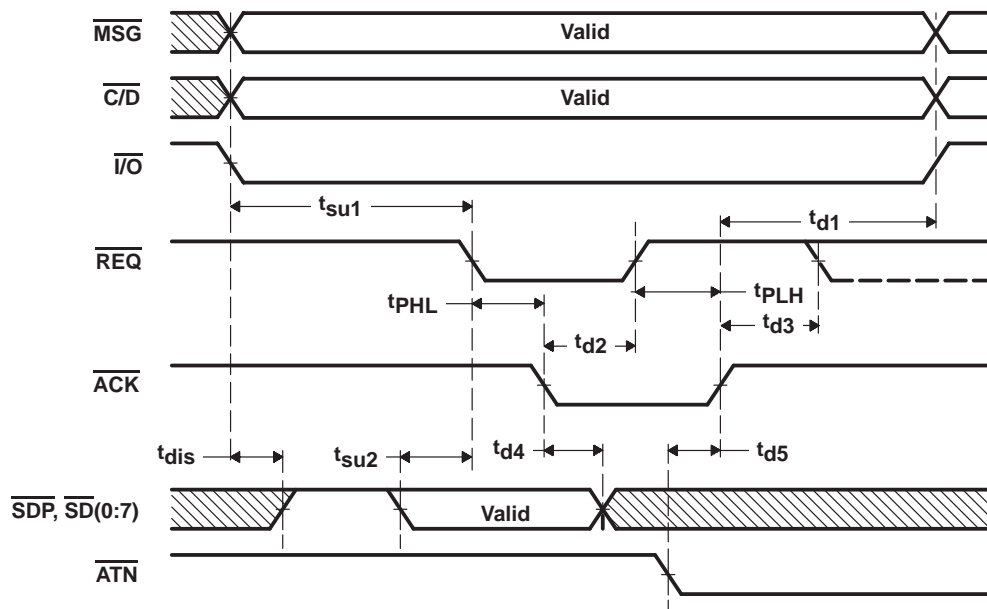 MSG
Valid
C/D
Valid
I/O
tsu1
td1
REQ
tPHL
tPLH
td3
td2
ACK
tdis
tsu2
td4
td5
SDP, SD(0:7)
Valid
ATN